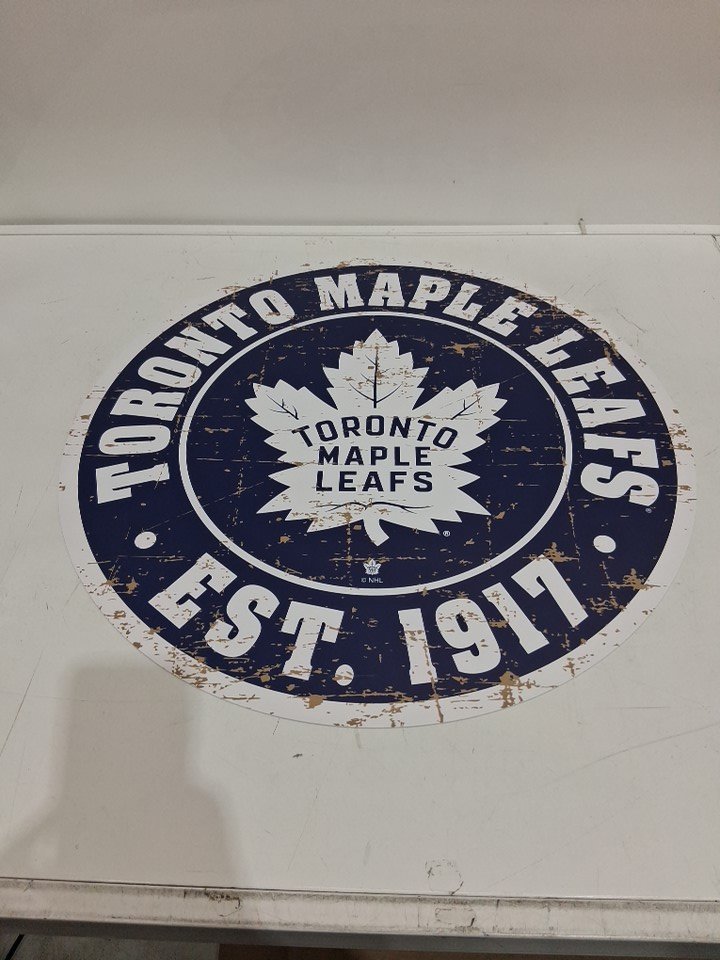 TORONTO MAPLE LEAFS
TORONTO
MAPLE
LEAFS
®
© NHL
®
EST. 1917